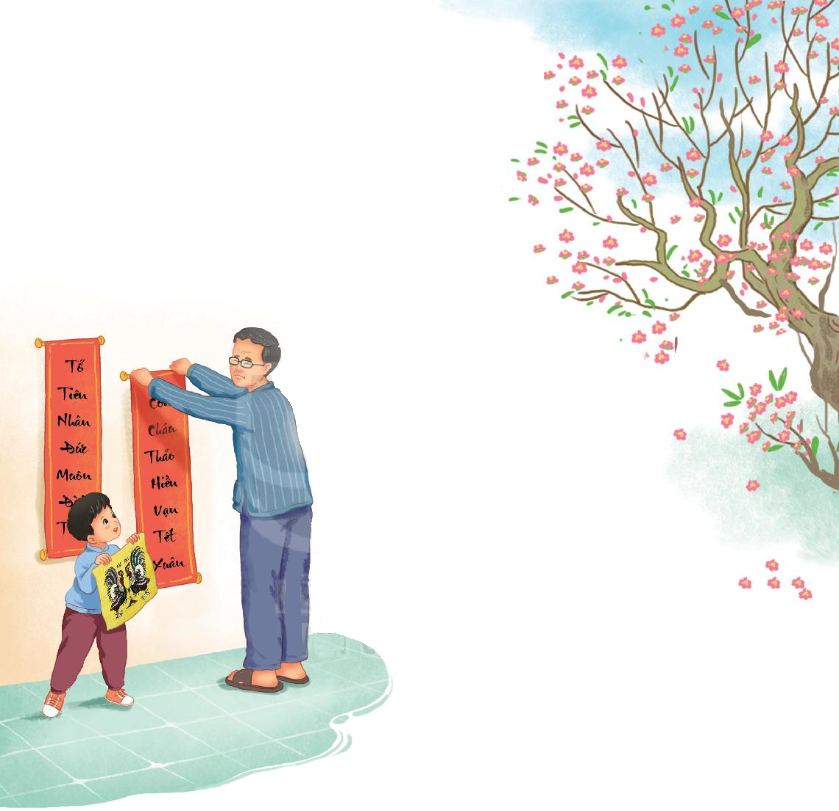 Tổ
Tiên
Nhân
Đức
Muôn
Cháu
Thảo
Hiền
Vạn
Tết
Xuân